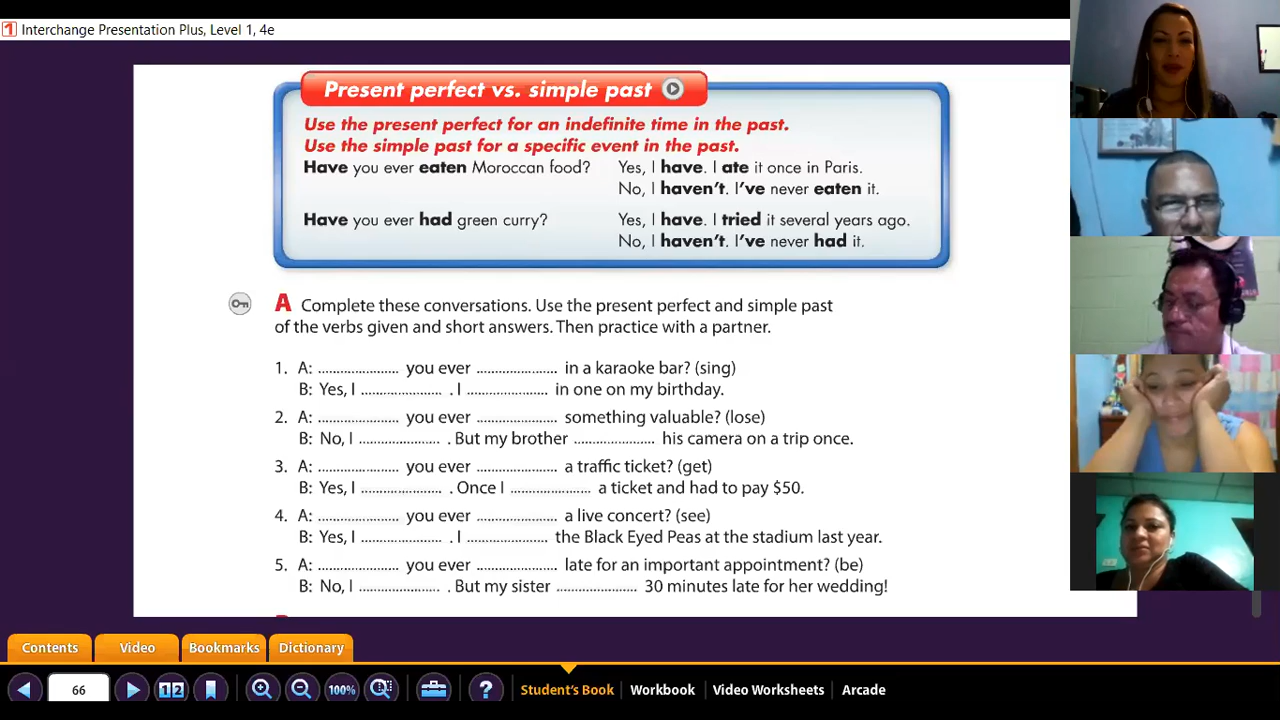 Interchange Presentation Plus, Level 1, 4e
Present perfect vs. simple past
Use the present perfect for an indefinite time in the past.
Use the simple past for a specific event in the past.
Have you ever eaten Moroccan food? Yes, I have. I ate it once in Paris.
No, I haven't. I've never eaten it.
Have you ever had green curry? Yes, I have. I tried it several years ago.
No, I haven't. I've never had it.
A Complete these conversations. Use the present perfect and simple past
of the verbs given and short answers. Then practice with a partner.
1. A: ..................... you ever ..................... in a karaoke bar? (sing)
B: Yes, I ..................... . I ..................... in one on my birthday.
2. A: ..................... you ever ..................... something valuable? (lose)
B: No, I ..................... . But my brother ..................... his camera on a trip once.
3. A: ..................... you ever ..................... a traffic ticket? (get)
B: Yes, I ..................... . Once I ..................... a ticket and had to pay $50.
4. A: ..................... you ever ..................... a live concert? (see)
B: Yes, I ..................... . I ..................... the Black Eyed Peas at the stadium last year.
5. A: ..................... you ever ..................... late for an important appointment? (be)
B: No, I ..................... . But my sister ..................... 30 minutes late for her wedding!
Contents Video Bookmarks Dictionary
66 1 2 100% ? Student's Book Workbook Video Worksheets Arcade